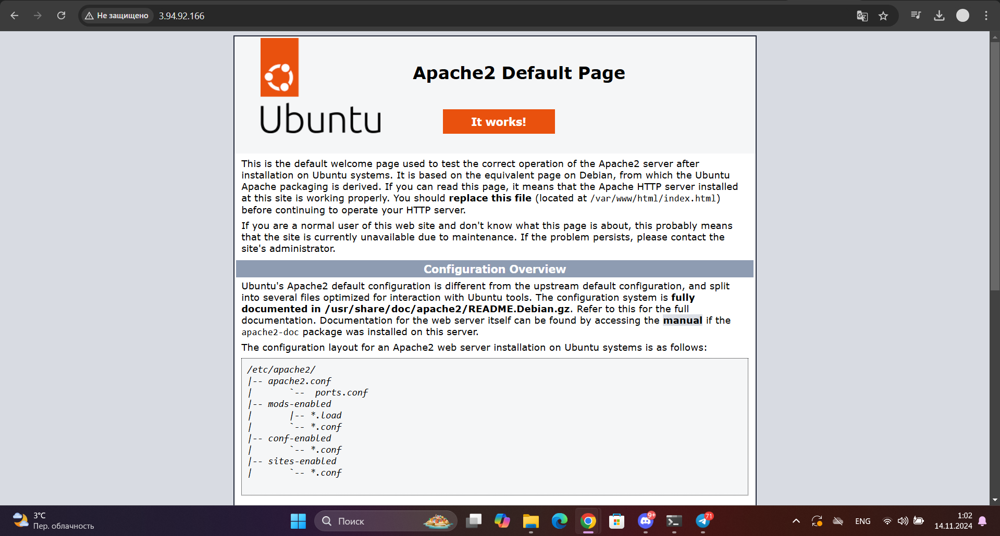 Не защищено 3.94.92.166
Ubuntu
Apache2 Default Page
It works!
This is the default welcome page used to test the correct operation of the Apache2 server after
installation on Ubuntu systems. It is based on the equivalent page on Debian, from which the Ubuntu
Apache packaging is derived. If you can read this page, it means that the Apache HTTP server installed
at this site is working properly. You should replace this file (located at /var/www/html/index.html)
before continuing to operate your HTTP server.
If you are a normal user of this web site and don't know what this page is about, this probably means
that the site is currently unavailable due to maintenance. If the problem persists, please contact the
site's administrator.
Configuration Overview
Ubuntu's Apache2 default configuration is different from the upstream default configuration, and split
into several files optimized for interaction with Ubuntu tools. The configuration system is fully
documented in /usr/share/doc/apache2/README.Debian.gz. Refer to this for the full
documentation. Documentation for the web server itself can be found by accessing the manual if the
apache2-doc package was installed on this server.
The configuration layout for an Apache2 web server installation on Ubuntu systems is as follows:
/etc/apache2/
|-- apache2.conf
|       `--  ports.conf
|-- mods-enabled
|       |-- *.load
|       `-- *.conf
|-- conf-enabled
|       `-- *.conf
|-- sites-enabled
|       `-- *.conf
3°C
Пер. облачность
Поиск
9+
71
ENG
1:02
14.11.2024